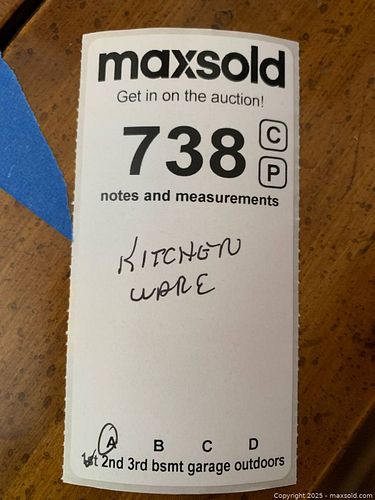 maxsold
Get in on the auction!
738 C
P
notes and measurements
KITCHEN
WARE
A B C D
1st 2nd 3rd bsmt garage outdoors
Copyright 2025 - maxsold.com